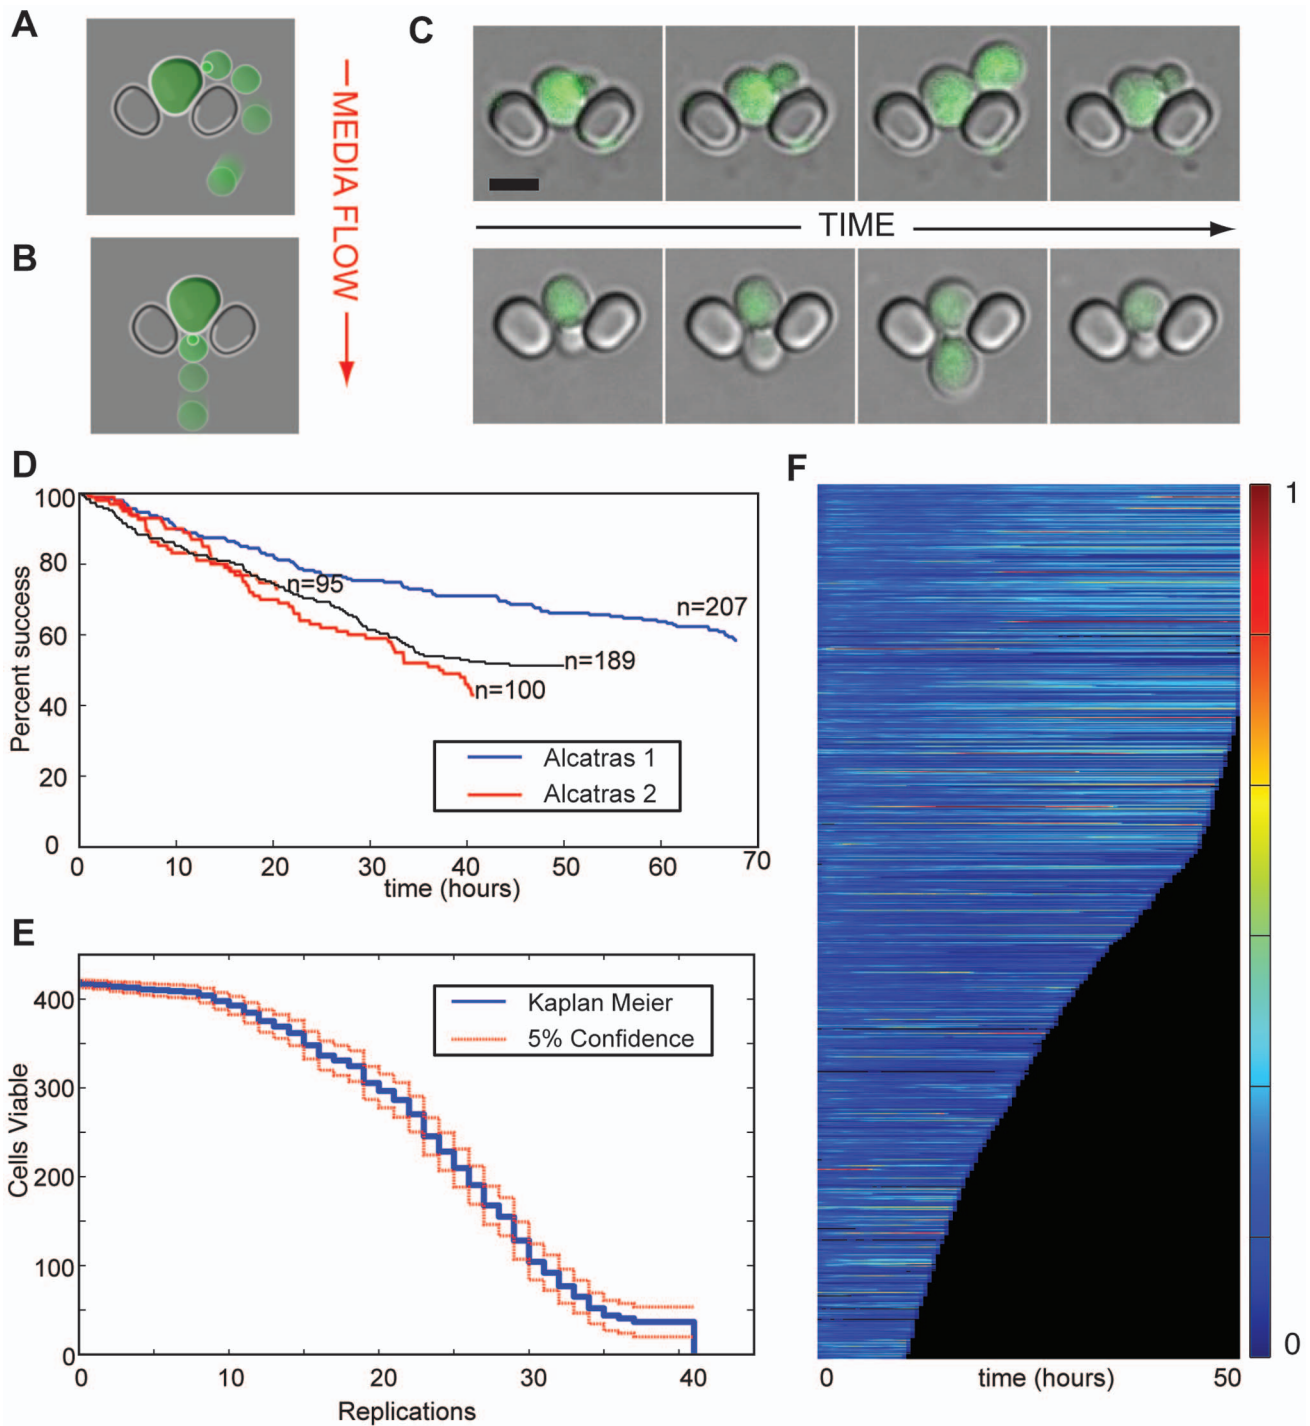 A
C
MEDIA FLOW
TIME
B
D
100
80
60
40
20
0
Percent success
n=95
n=207
n=189
n=100
Alcatras 1
Alcatras 2
0 10 20 30 40 50 60 70
time (hours)
E
400
300
200
100
0
Cells Viable
Kaplan Meier
5% Confidence
0 10 20 30 40
Replications
F
1
0
0 time (hours) 50